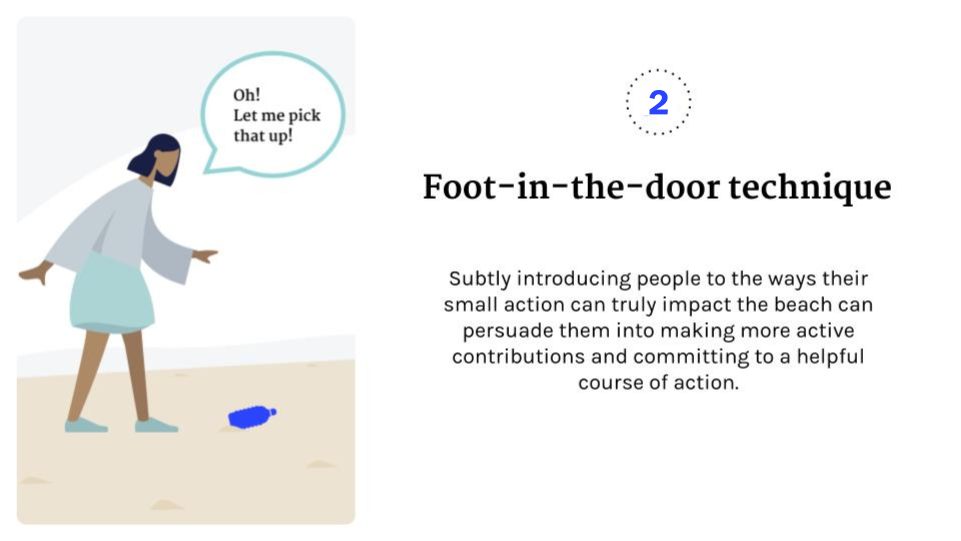 Oh!
Let me pick
that up!
2
Foot-in-the-door technique
Subtly introducing people to the ways their
small action can truly impact the beach can
persuade them into making more active
contributions and committing to a helpful
course of action.